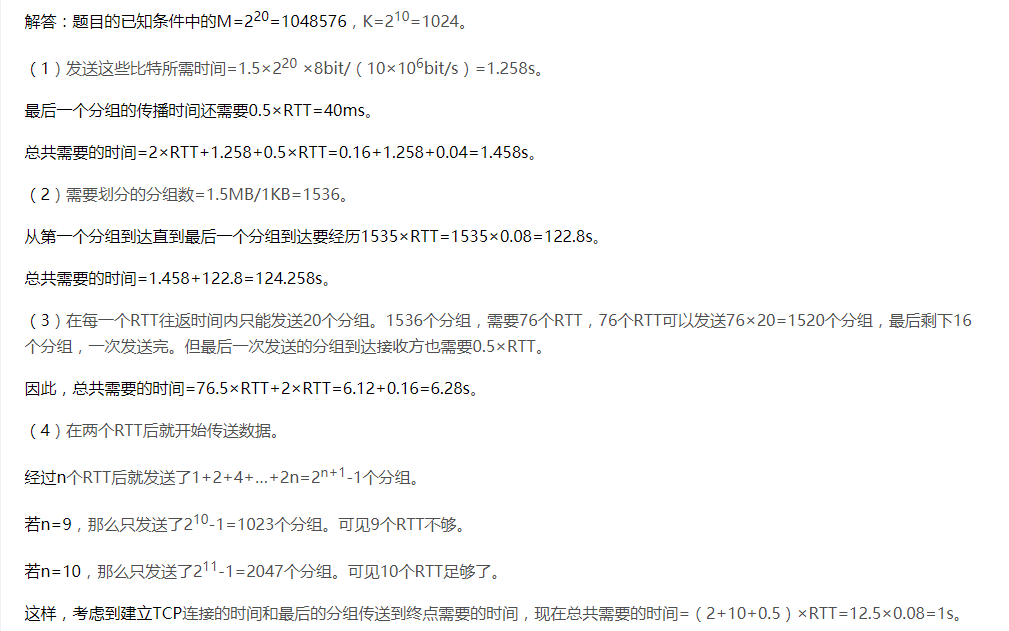 解答：题目的已知条件中的M=2²⁰=1048576，K=2¹⁰=1024。
（1）发送这些比特所需时间=1.5×2²⁰ ×8bit/（10×10⁶bit/s）=1.258s。
最后一个分组的传播时间还需要0.5×RTT=40ms。
总共需要的时间=2×RTT+1.258+0.5×RTT=0.16+1.258+0.04=1.458s。
（2）需要划分的分组数=1.5MB/1KB=1536。
从第一个分组到达直到最后一个分组到达要经历1535×RTT=1535×0.08=122.8s。
总共需要的时间=1.458+122.8=124.258s。
（3）在每一个RTT往返时间内只能发送20个分组。1536个分组，需要76个RTT，76个RTT可以发送76×20=1520个分组，最后剩下16
个分组，一次发送完。但最后一次发送的分组到达接收方也需要0.5×RTT。
因此，总共需要的时间=76.5×RTT+2×RTT=6.12+0.16=6.28s。
（4）在两个RTT后就开始传送数据。
经过n个RTT后就发送了1+2+4+...+2n=2ⁿ⁺¹-1个分组。
若n=9，那么只发送了2¹⁰-1=1023个分组。可见9个RTT不够。
若n=10，那么只发送了2¹¹-1=2047个分组。可见10个RTT足够了。
这样，考虑到建立TCP连接的时间和最后的分组传送到终点需要的时间，现在总共需要的时间=（2+10+0.5）×RTT=12.5×0.08=1s。